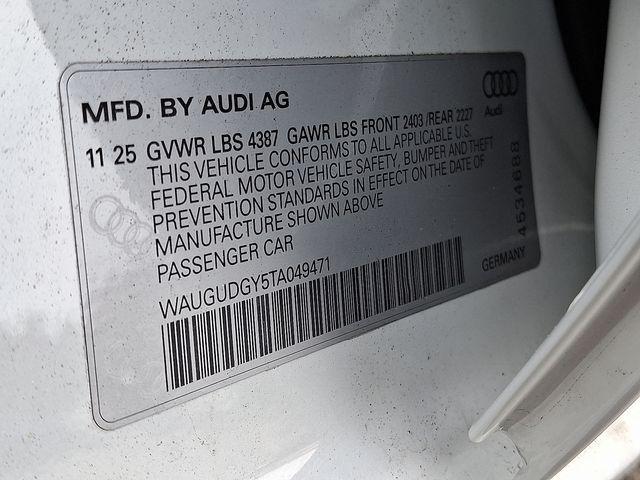 MFD. BY AUDI AG
Audi
11 25 GVWR LBS 4387 GAWR LBS FRONT 2403 /REAR 2227
THIS VEHICLE CONFORMS TO ALL APPLICABLE U.S.
FEDERAL MOTOR VEHICLE SAFETY, BUMPER AND THEFT
PREVENTION STANDARDS IN EFFECT ON THE DATE OF
MANUFACTURE SHOWN ABOVE
PASSENGER CAR
WAUGUDGY5TA049471
GERMANY
4534688